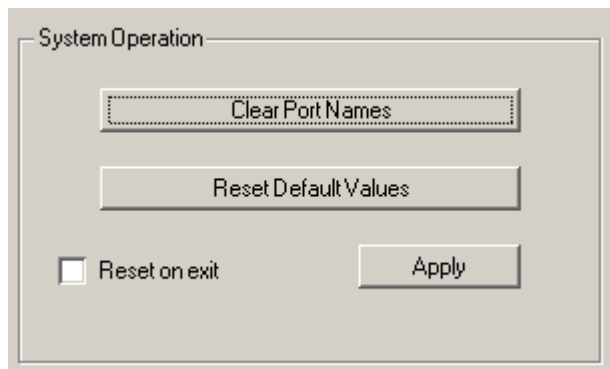 System Operation
Clear Port Names
Reset Default Values
Reset on exit
Apply